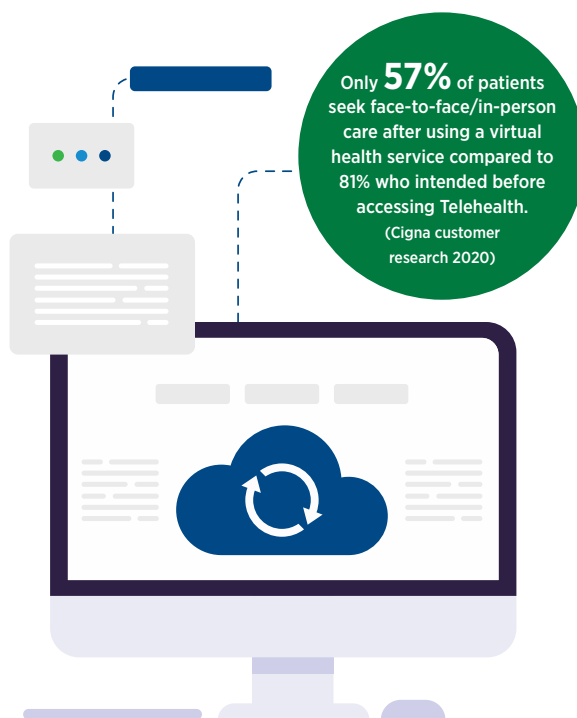 Only 57% of patients
seek face-to-face/in-person
care after using a virtual
health service compared to
81% who intended before
accessing Telehealth.
(Cigna customer
research 2020)